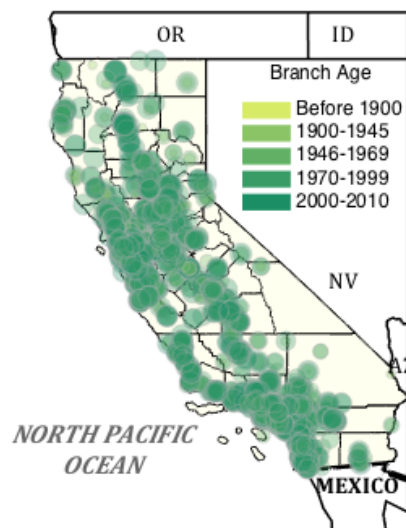 OR
ID
Branch Age
Before 1900
1900-1945
1946-1969
1970-1999
2000-2010
NV
AZ
NORTH PACIFIC
OCEAN
MEXICO